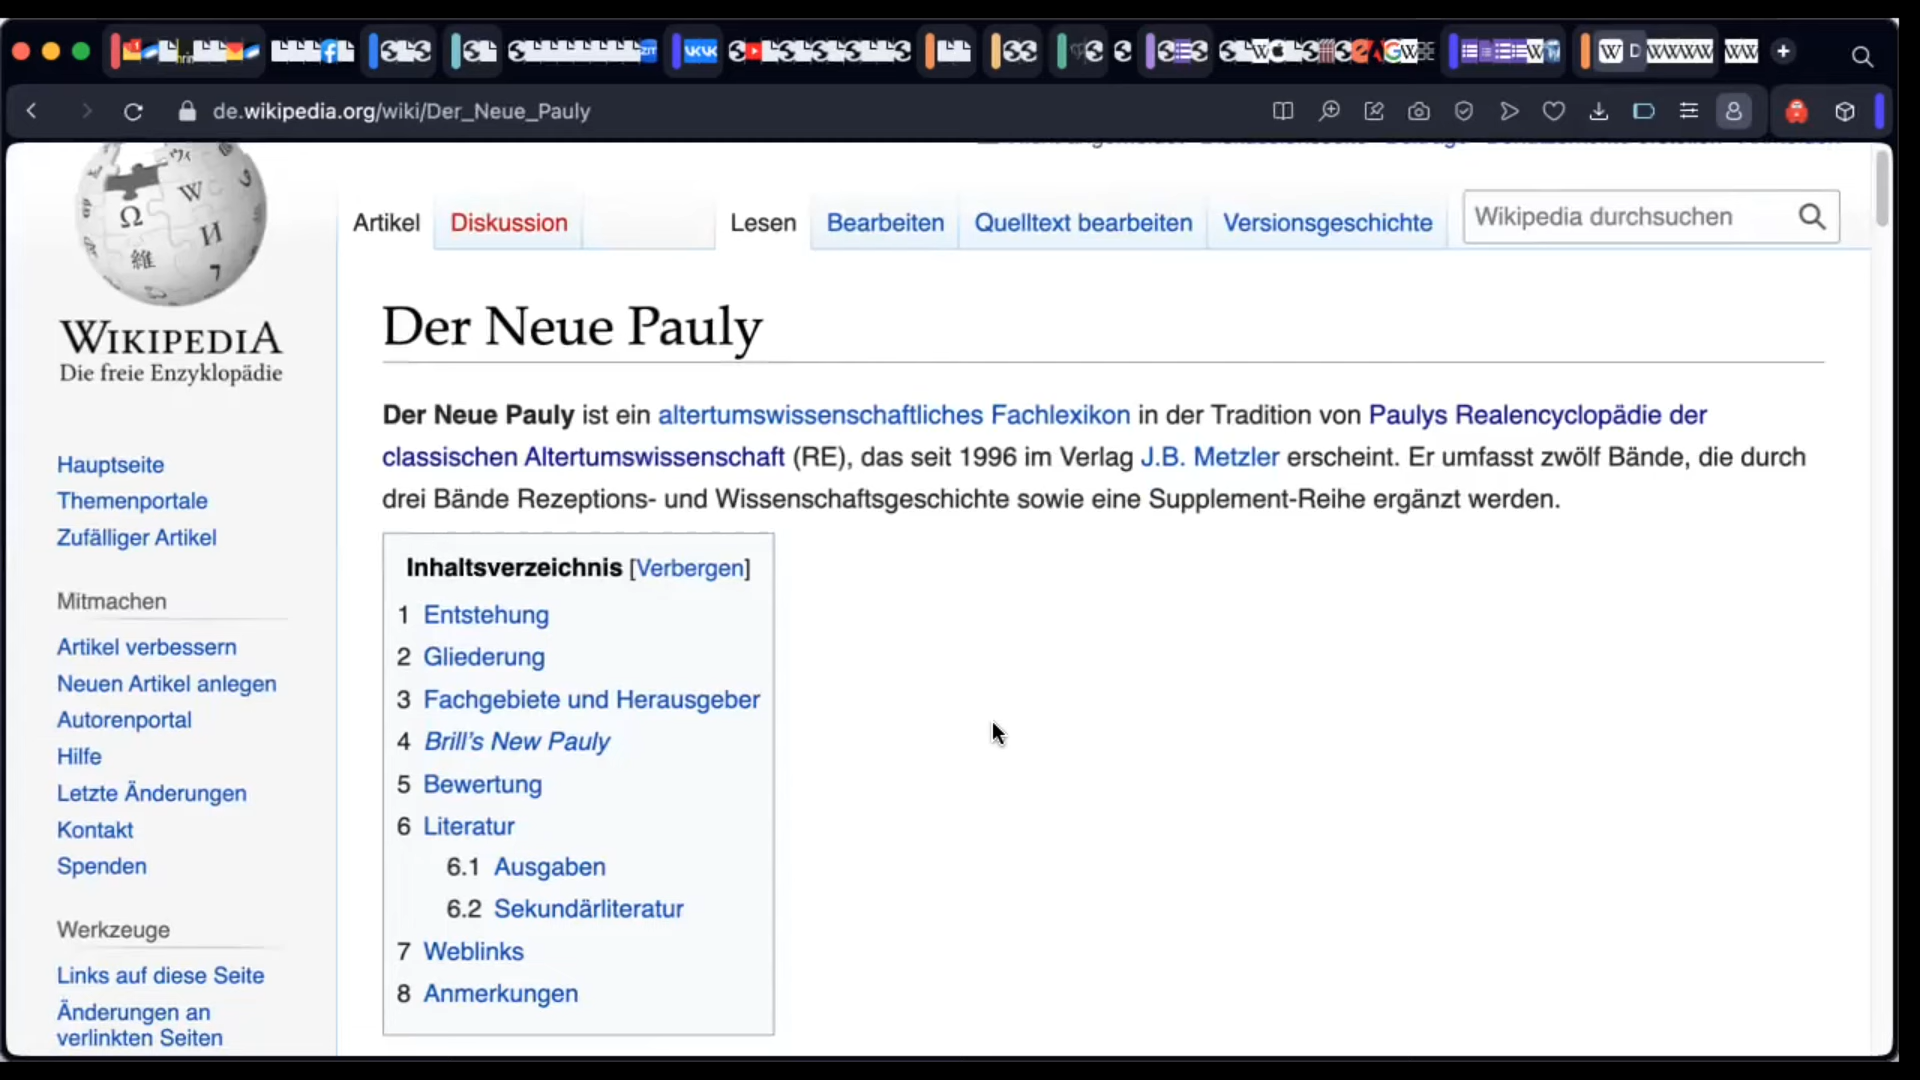 de.wikipedia.org/wiki/Der_Neue_Pauly
Artikel Diskussion Lesen Bearbeiten Quelltext bearbeiten Versionsgeschichte Wikipedia durchsuchen
WIKIPEDIA
Die freie Enzyklopädie
Hauptseite
Themenportale
Zufälliger Artikel
Mitmachen
Artikel verbessern
Neuen Artikel anlegen
Autorenportal
Hilfe
Letzte Änderungen
Kontakt
Spenden
Werkzeuge
Links auf diese Seite
Änderungen an
verlinkten Seiten
Der Neue Pauly
Der Neue Pauly ist ein altertumswissenschaftliches Fachlexikon in der Tradition von Paulys Realencyclopädie der
classischen Altertumswissenschaft (RE), das seit 1996 im Verlag J.B. Metzler erscheint. Er umfasst zwölf Bände, die durch
drei Bände Rezeptions- und Wissenschaftsgeschichte sowie eine Supplement-Reihe ergänzt werden.
Inhaltsverzeichnis [Verbergen]
1 Entstehung
2 Gliederung
3 Fachgebiete und Herausgeber
4 Brill's New Pauly
5 Bewertung
6 Literatur
6.1 Ausgaben
6.2 Sekundärliteratur
7 Weblinks
8 Anmerkungen